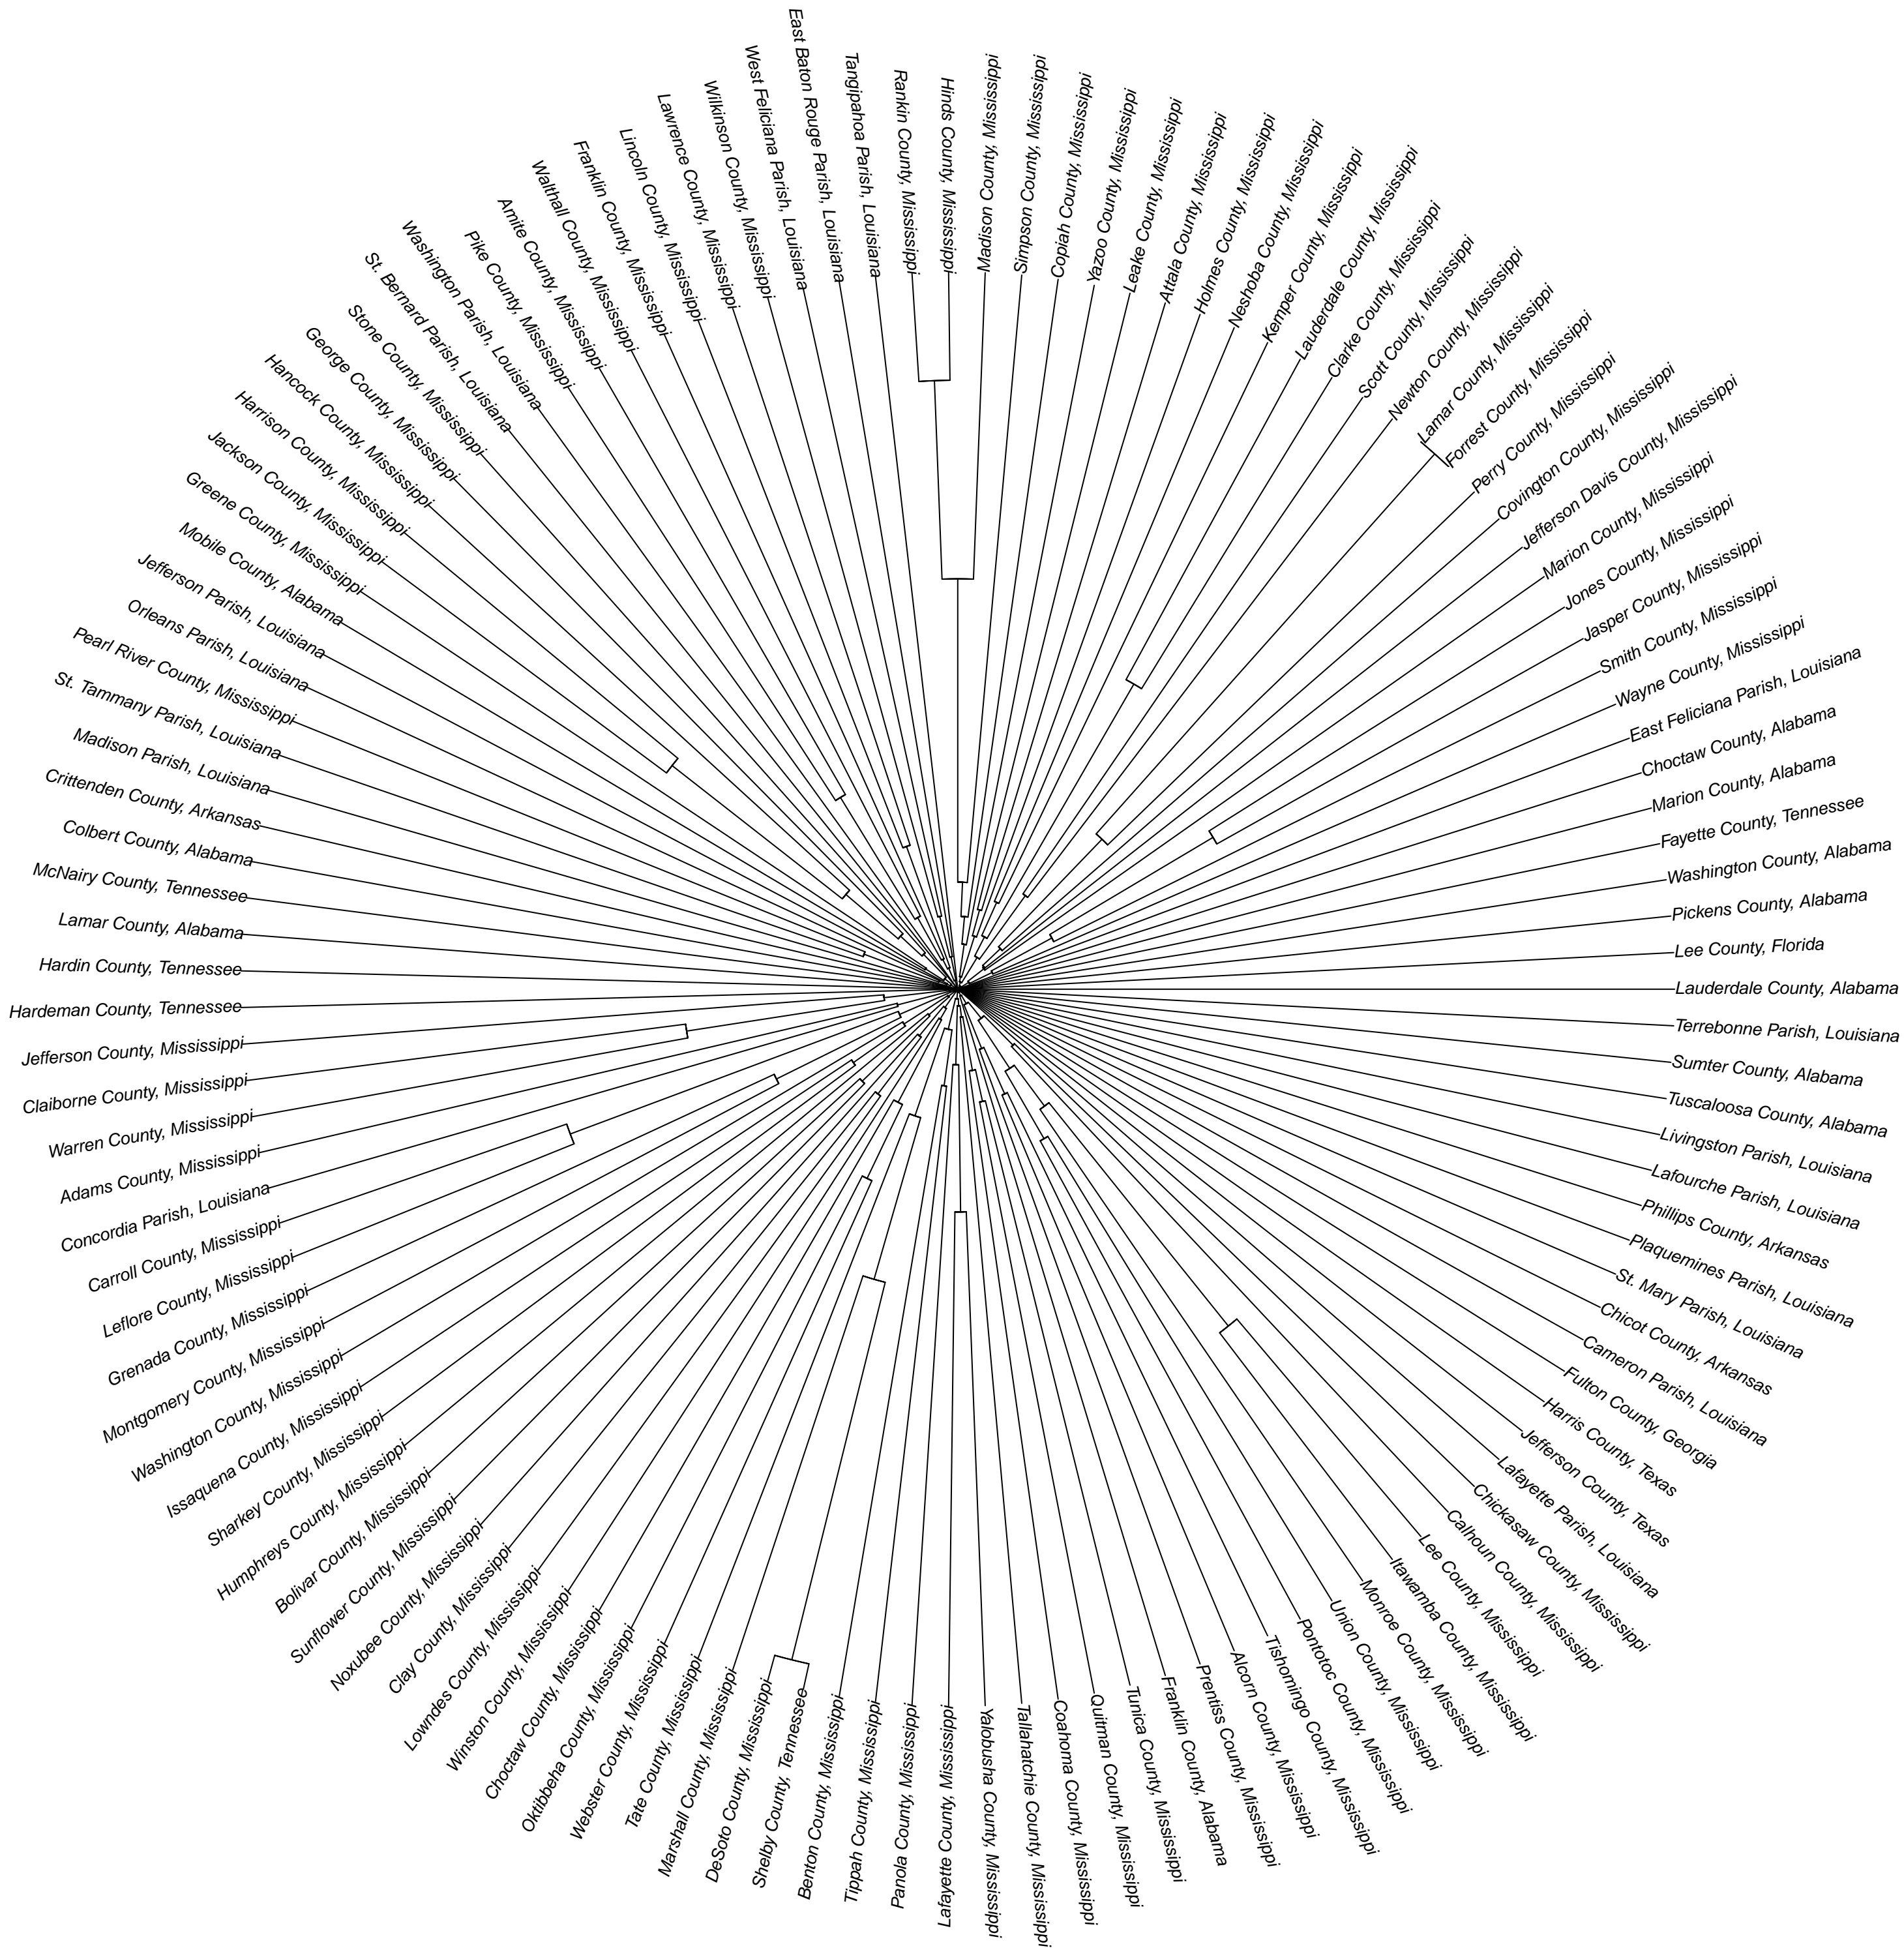 East Baton Rouge Parish, Louisiana
Tangipahoa Parish, Louisiana
Rankin County, Mississippi
Hinds County, Mississippi
Madison County, Mississippi
Simpson County, Mississippi
Copiah County, Mississippi
Yazoo County, Mississippi
Leake County, Mississippi
Attala County, Mississippi
Holmes County, Mississippi
Neshoba County, Mississippi
Kemper County, Mississippi
Lauderdale County, Mississippi
Clarke County, Mississippi
Scott County, Mississippi
Newton County, Mississippi
Lamar County, Mississippi
Forrest County, Mississippi
Perry County, Mississippi
Covington County, Mississippi
Jefferson Davis County, Mississippi
Marion County, Mississippi
Jones County, Mississippi
Jasper County, Mississippi
Smith County, Mississippi
Wayne County, Mississippi
East Feliciana Parish, Louisiana
Choctaw County, Alabama
Marion County, Alabama
Fayette County, Tennessee
Washington County, Alabama
Pickens County, Alabama
Lee County, Florida
Lauderdale County, Alabama
Terrebonne Parish, Louisiana
Sumter County, Alabama
Tuscaloosa County, Alabama
Livingston Parish, Louisiana
Lafourche Parish, Louisiana
Phillips County, Arkansas
Plaquemines Parish, Louisiana
St. Mary Parish, Louisiana
Chicot County, Arkansas
Cameron Parish, Louisiana
Fulton County, Georgia
Harris County, Texas
Jefferson County, Texas
Lafayette Parish, Louisiana
Chickasaw County, Mississippi
Calhoun County, Mississippi
Lee County, Mississippi
Itawamba County, Mississippi
Monroe County, Mississippi
Union County, Mississippi
Pontotoc County, Mississippi
Tishomingo County, Mississippi
Alcorn County, Mississippi
Prentiss County, Mississippi
Franklin County, Alabama
Tunica County, Mississippi
Quitman County, Mississippi
Coahoma County, Mississippi
Tallahatchie County, Mississippi
Yalobusha County, Mississippi
Lafayette County, Mississippi
Panola County, Mississippi
Tippah County, Mississippi
Benton County, Mississippi
Shelby County, Tennessee
DeSoto County, Mississippi
Marshall County, Mississippi
Tate County, Mississippi
Webster County, Mississippi
Oktibbeha County, Mississippi
Choctaw County, Mississippi
Winston County, Mississippi
Lowndes County, Mississippi
Clay County, Mississippi
Noxubee County, Mississippi
Sunflower County, Mississippi
Bolivar County, Mississippi
Humphreys County, Mississippi
Sharkey County, Mississippi
Issaquena County, Mississippi
Washington County, Mississippi
Montgomery County, Mississippi
Grenada County, Mississippi
Leflore County, Mississippi
Carroll County, Mississippi
Concordia Parish, Louisiana
Adams County, Mississippi
Warren County, Mississippi
Claiborne County, Mississippi
Jefferson County, Mississippi
Hardeman County, Tennessee
Hardin County, Tennessee
Lamar County, Alabama
McNairy County, Tennessee
Colbert County, Alabama
Crittenden County, Arkansas
Madison Parish, Louisiana
St. Tammany Parish, Louisiana
Pearl River County, Mississippi
Orleans Parish, Louisiana
Jefferson Parish, Louisiana
Mobile County, Alabama
Greene County, Mississippi
Jackson County, Mississippi
Harrison County, Mississippi
Hancock County, Mississippi
George County, Mississippi
Stone County, Mississippi
St. Bernard Parish, Louisiana
Washington Parish, Louisiana
Pike County, Mississippi
Amite County, Mississippi
Walthall County, Mississippi
Franklin County, Mississippi
Lincoln County, Mississippi
Lawrence County, Mississippi
Wilkinson County, Mississippi
West Feliciana Parish, Louisiana